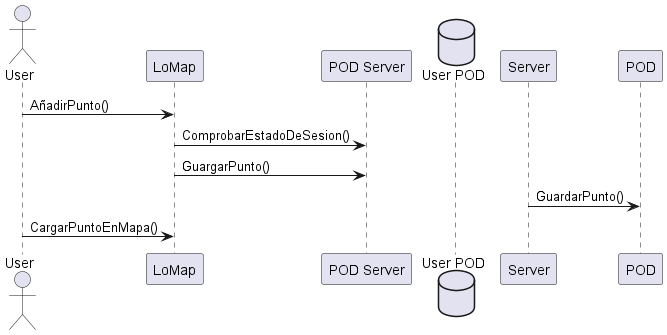 User
LoMap
POD Server
User POD
Server
POD
AñadirPunto()
ComprobarEstadoDeSesion()
GuargarPunto()
GuardarPunto()
CargarPuntoEnMapa()
User
LoMap
POD Server
User POD
Server
POD